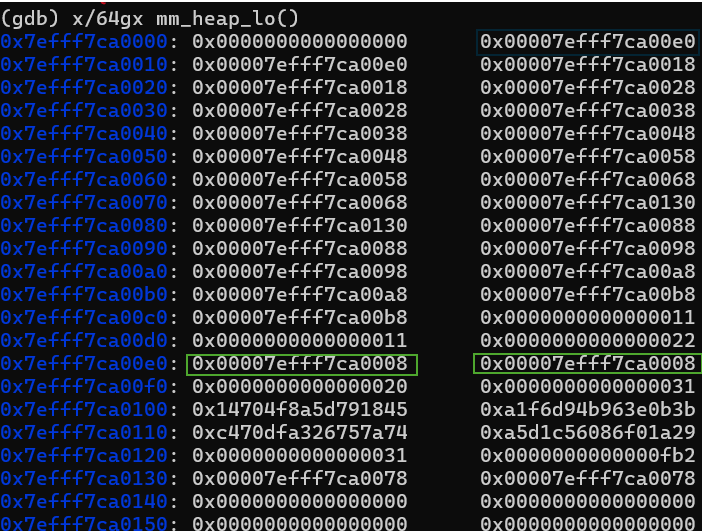 (gdb) x/64gx mm_heap_lo()
0x7efff7ca0000: 0x0000000000000000 0x00007efff7ca00e0
0x7efff7ca0010: 0x00007efff7ca00e0 0x00007efff7ca0018
0x7efff7ca0020: 0x00007efff7ca0018 0x00007efff7ca0028
0x7efff7ca0030: 0x00007efff7ca0028 0x00007efff7ca0038
0x7efff7ca0040: 0x00007efff7ca0038 0x00007efff7ca0048
0x7efff7ca0050: 0x00007efff7ca0048 0x00007efff7ca0058
0x7efff7ca0060: 0x00007efff7ca0058 0x00007efff7ca0068
0x7efff7ca0070: 0x00007efff7ca0068 0x00007efff7ca0130
0x7efff7ca0080: 0x00007efff7ca0130 0x00007efff7ca0088
0x7efff7ca0090: 0x00007efff7ca0088 0x00007efff7ca0098
0x7efff7ca00a0: 0x00007efff7ca0098 0x00007efff7ca00a8
0x7efff7ca00b0: 0x00007efff7ca00a8 0x00007efff7ca00b8
0x7efff7ca00c0: 0x00007efff7ca00b8 0x0000000000000011
0x7efff7ca00d0: 0x0000000000000011 0x0000000000000022
0x7efff7ca00e0: 0x00007efff7ca0008 0x00007efff7ca0008
0x7efff7ca00f0: 0x0000000000000020 0x0000000000000031
0x7efff7ca0100: 0x14704f8a5d791845 0xa1f6d94b963e0b3b
0x7efff7ca0110: 0xc470dfa326757a74 0xa5d1c56086f01a29
0x7efff7ca0120: 0x0000000000000031 0x0000000000000fb2
0x7efff7ca0130: 0x00007efff7ca0078 0x00007efff7ca0078
0x7efff7ca0140: 0x0000000000000000 0x0000000000000000
0x7efff7ca0150: 0x0000000000000000 0x0000000000000000